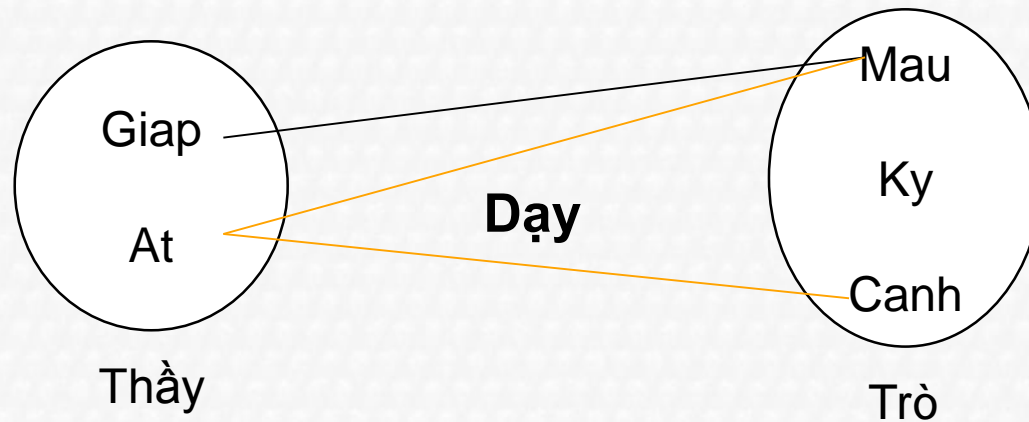 Giap
At
Thầy
Dạy
Mau
Ky
Canh
Trò